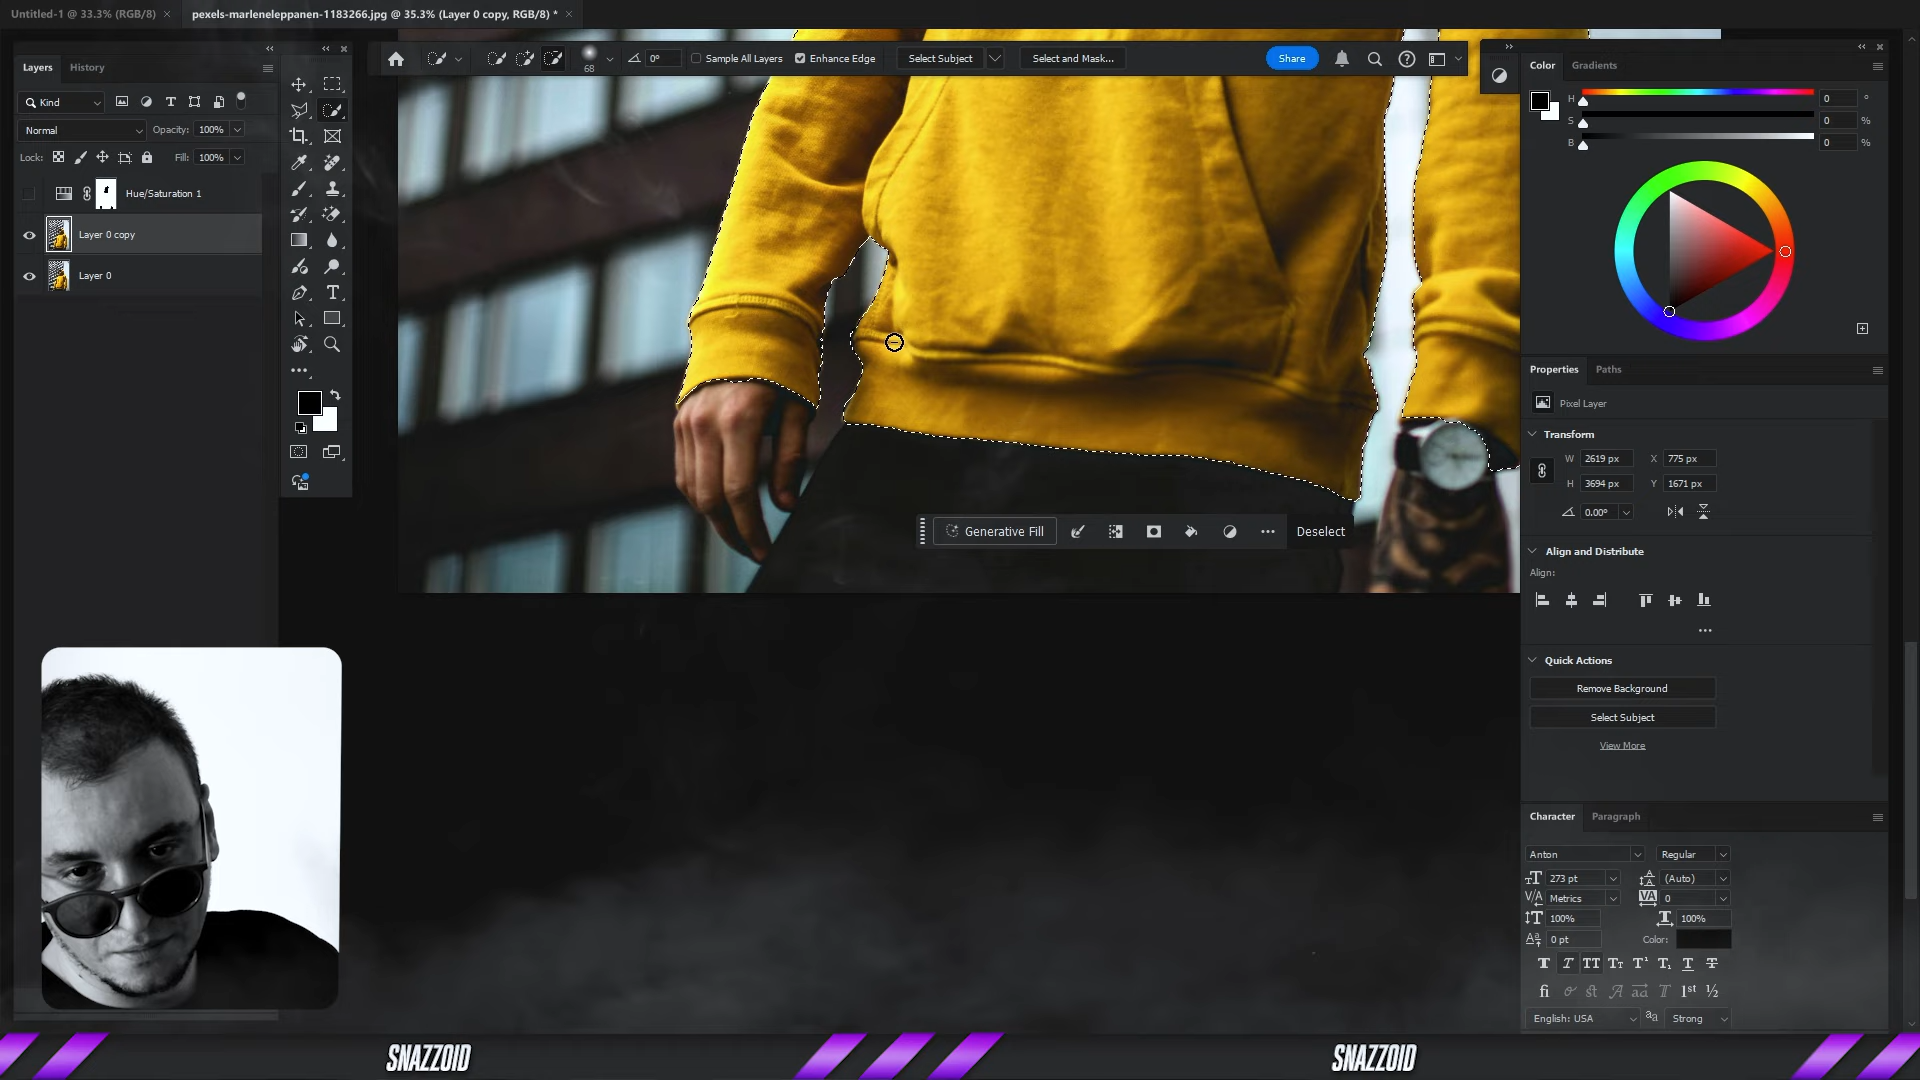 Untitled-1 @ 33.3% (RGB/8) ×
pexels-marleneleppanen-1183266.jpg @ 35.3% (Layer 0 copy, RGB/8) * ×
Layers
History
Kind
Normal
Opacity: 100%
Lock:
Fill: 100%
Hue/Saturation 1
Layer 0 copy
Layer 0
68
0°
Sample All Layers
Enhance Edge
Select Subject
Select and Mask...
Share
Generative Fill
Deselect
Color
Gradients
H 0 °
S 0 %
B 0 %
Properties
Paths
Pixel Layer
Transform
W 2619 px X 775 px
H 3694 px Y 1671 px
0.00°
Align and Distribute
Align:
Quick Actions
Remove Background
Select Subject
View More
Character
Paragraph
Anton
Regular
273 pt
(Auto)
Metrics
0
100%
100%
0 pt
Color:
English: USA
Strong
SNAZZOID
SNAZZOID